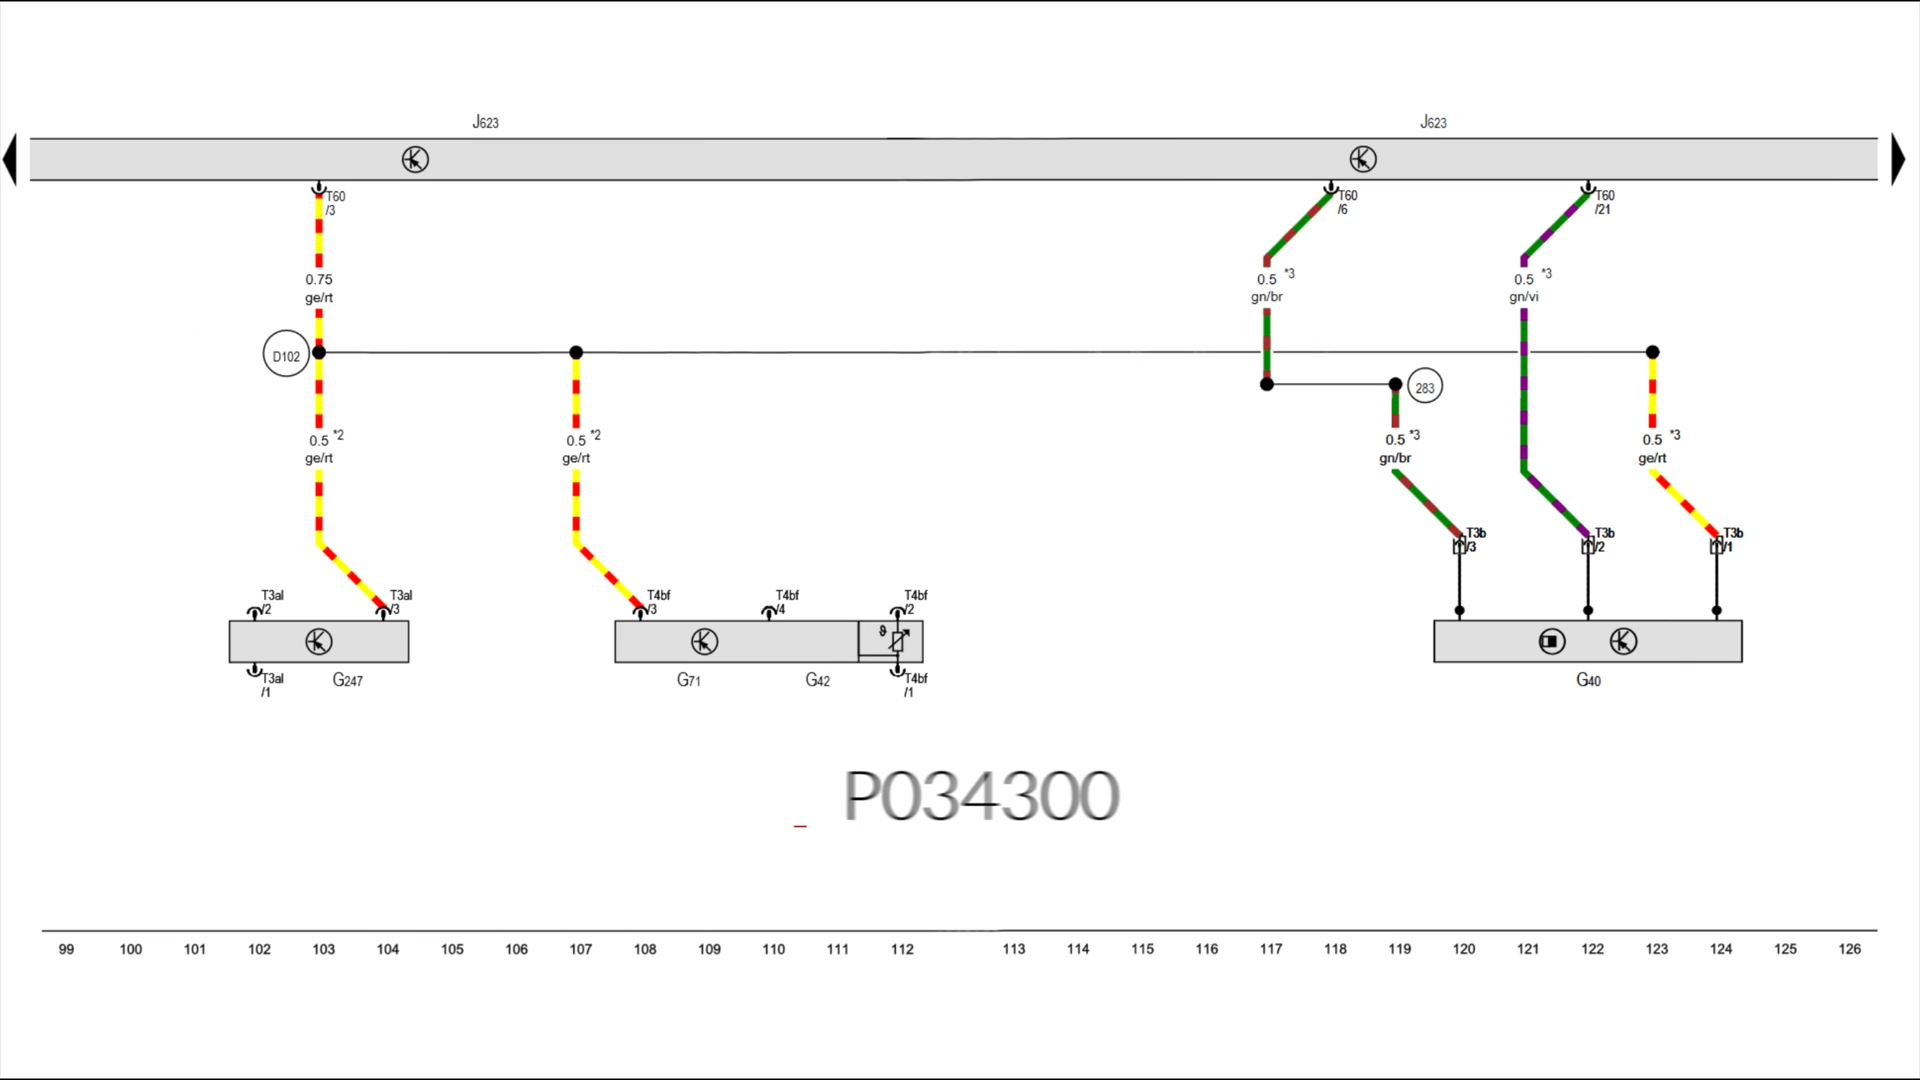 J623
J623
T60
/3
T60
/6
T60
/21
0.75
ge/rt
0.5 *3
gn/br
0.5 *3
gn/vi
D102
283
0.5 *2
ge/rt
0.5 *2
ge/rt
0.5 *3
gn/br
0.5 *3
ge/rt
T3b
/3
T3b
/2
T3b
/1
T3al
/2
T3al
/3
T4bf
/3
T4bf
/4
T4bf
/2
ϑ
T3al
/1
G247
G71
G42
T4bf
/1
G40
P034300
99 100 101 102 103 104 105 106 107 108 109 110 111 112 113 114 115 116 117 118 119 120 121 122 123 124 125 126